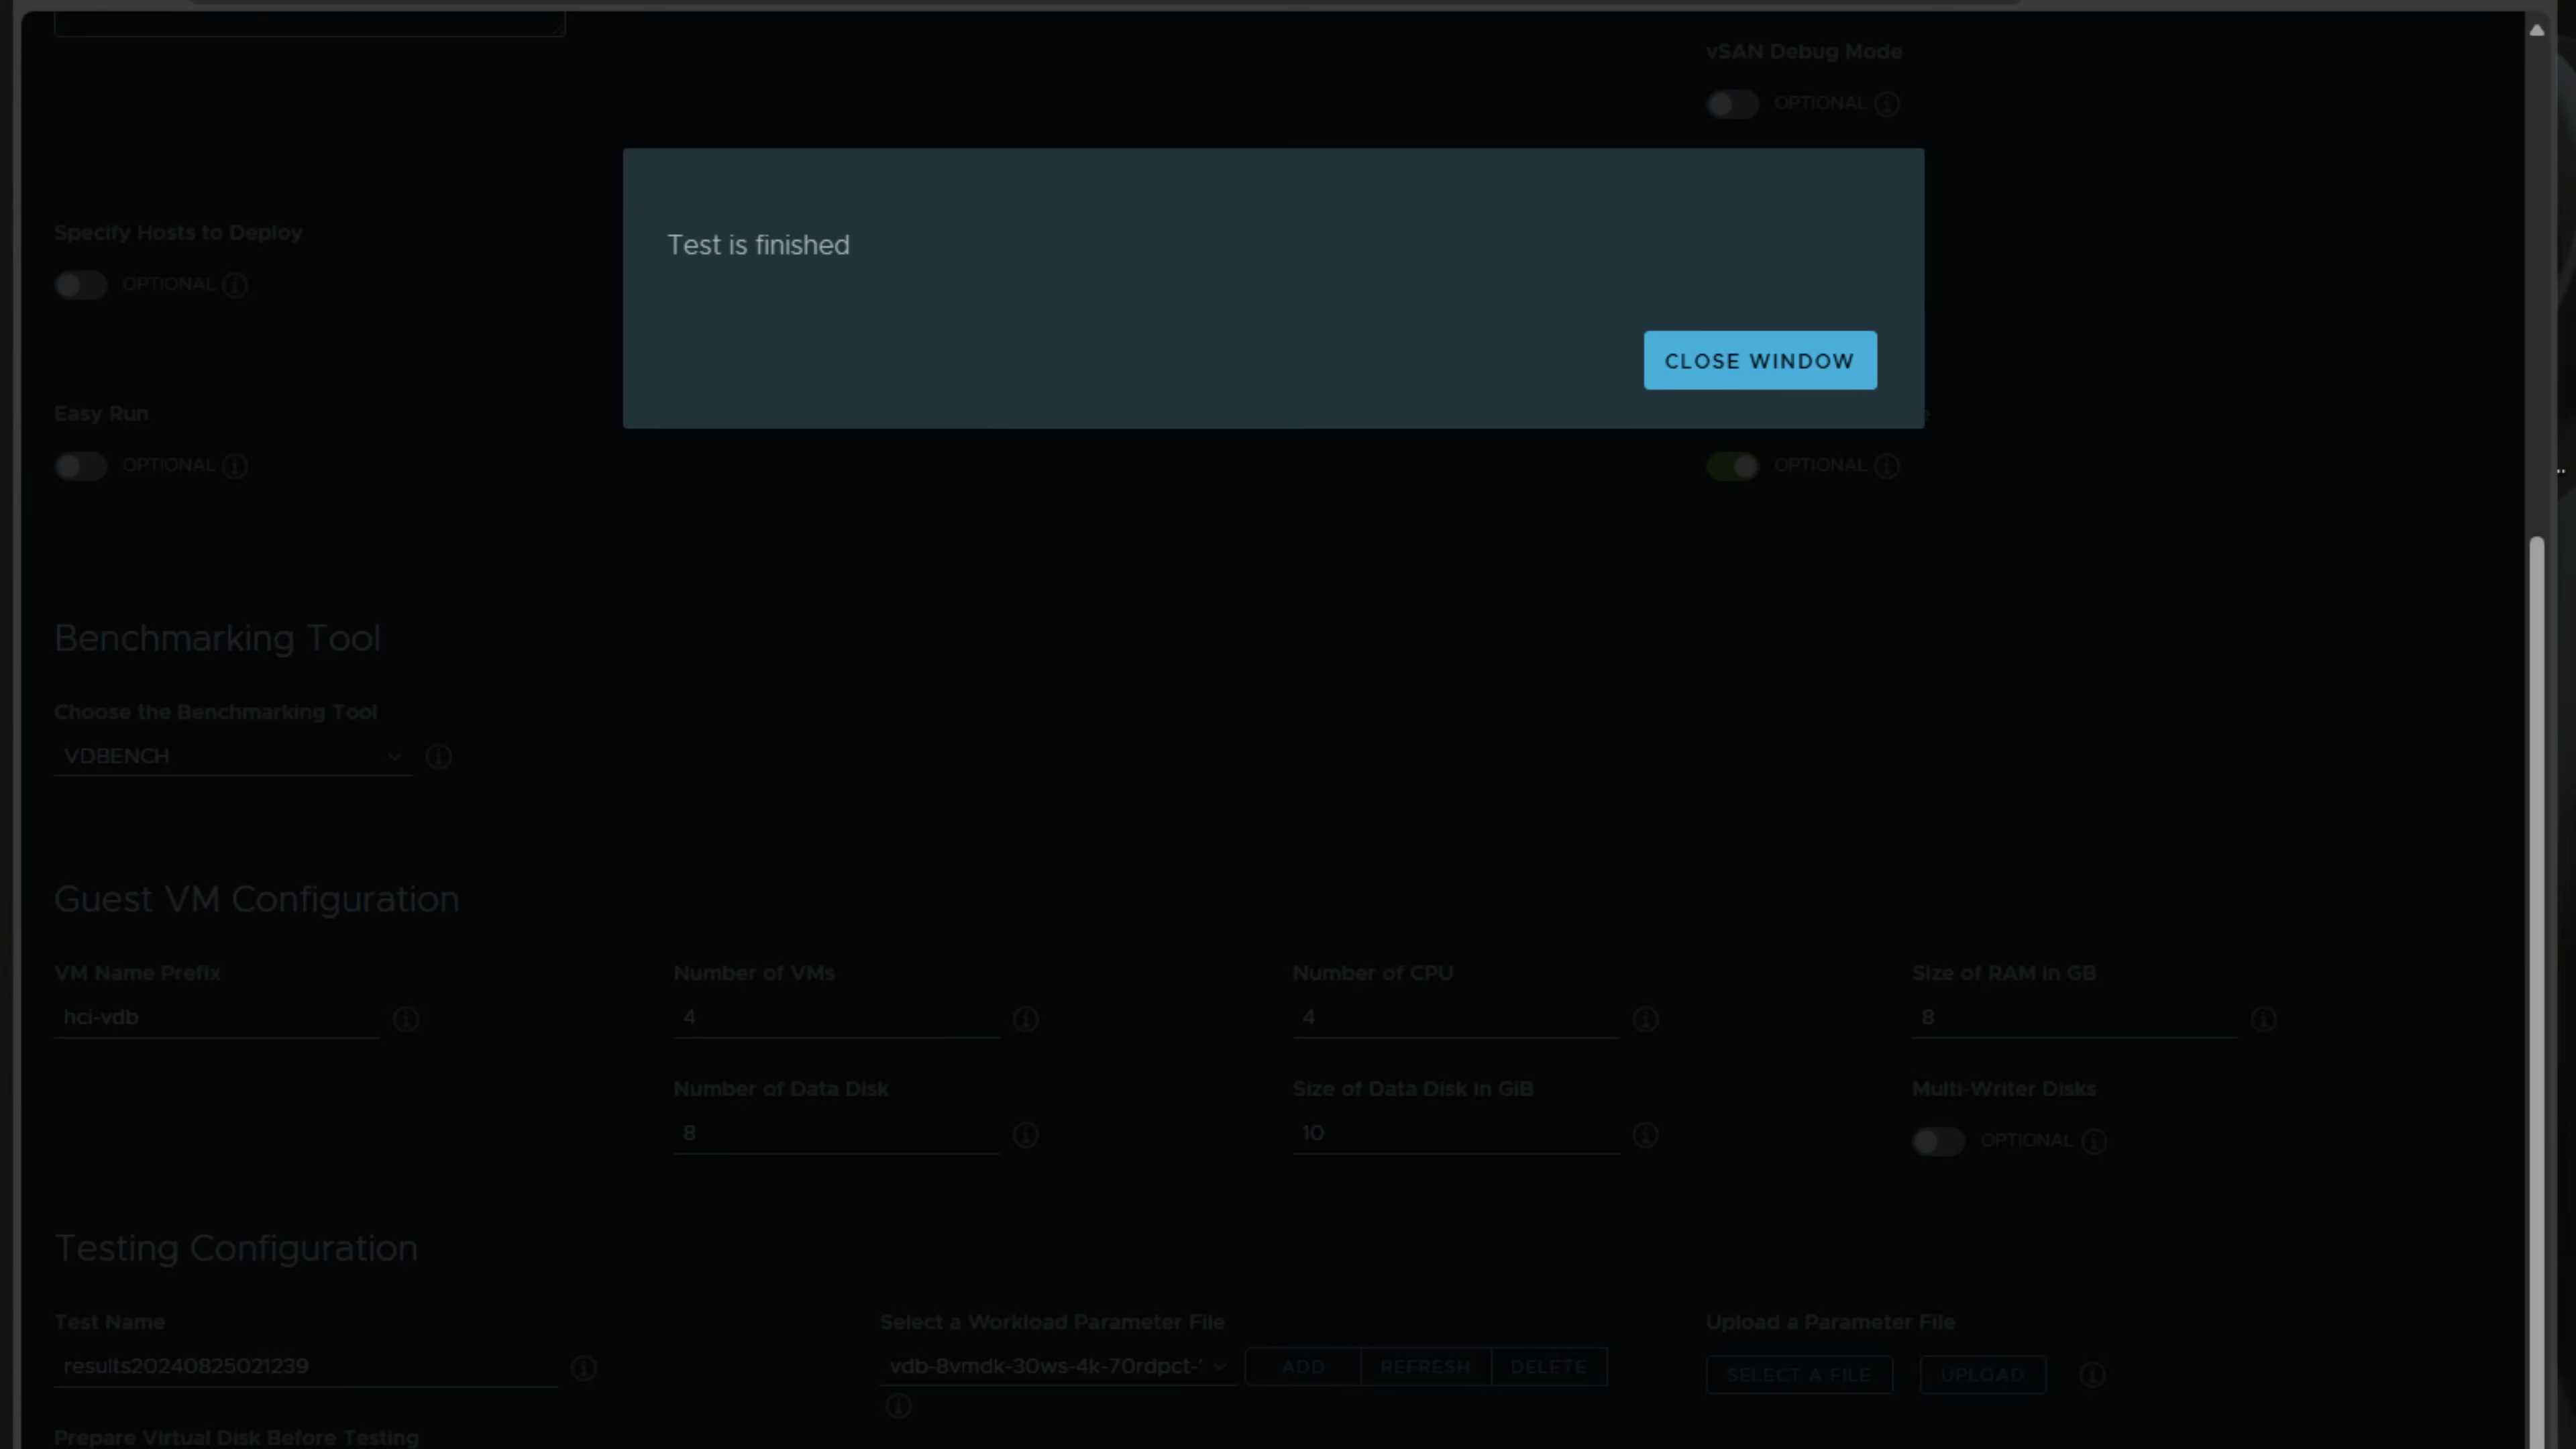 vSAN Debug Mode
OPTIONAL
Test is finished
CLOSE WINDOW
Specify Hosts to Deploy
OPTIONAL
Easy Run
OPTIONAL
OPTIONAL
Benchmarking Tool
Choose the Benchmarking Tool
VDBENCH
Guest VM Configuration
VM Name Prefix
hci-vdb
Number of VMs
4
Number of CPU
4
Size of RAM in GB
8
Number of Data Disk
8
Size of Data Disk in GiB
10
Multi-Writer Disks
OPTIONAL
Testing Configuration
Test Name
results20240825021239
Select a Workload Parameter File
vdb-8vmdk-30ws-4k-70rdpct-
ADD REFRESH DELETE
Upload a Parameter File
SELECT A FILE UPLOAD
Prepare Virtual Disk Before Testing